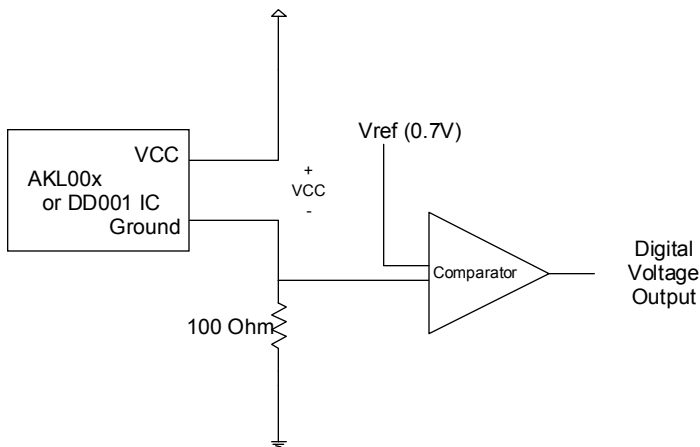 VCC
AKL00x
or DD001 IC
Ground
+
VCC
-
Vref (0.7V)
Comparator
Digital
Voltage
Output
100 Ohm